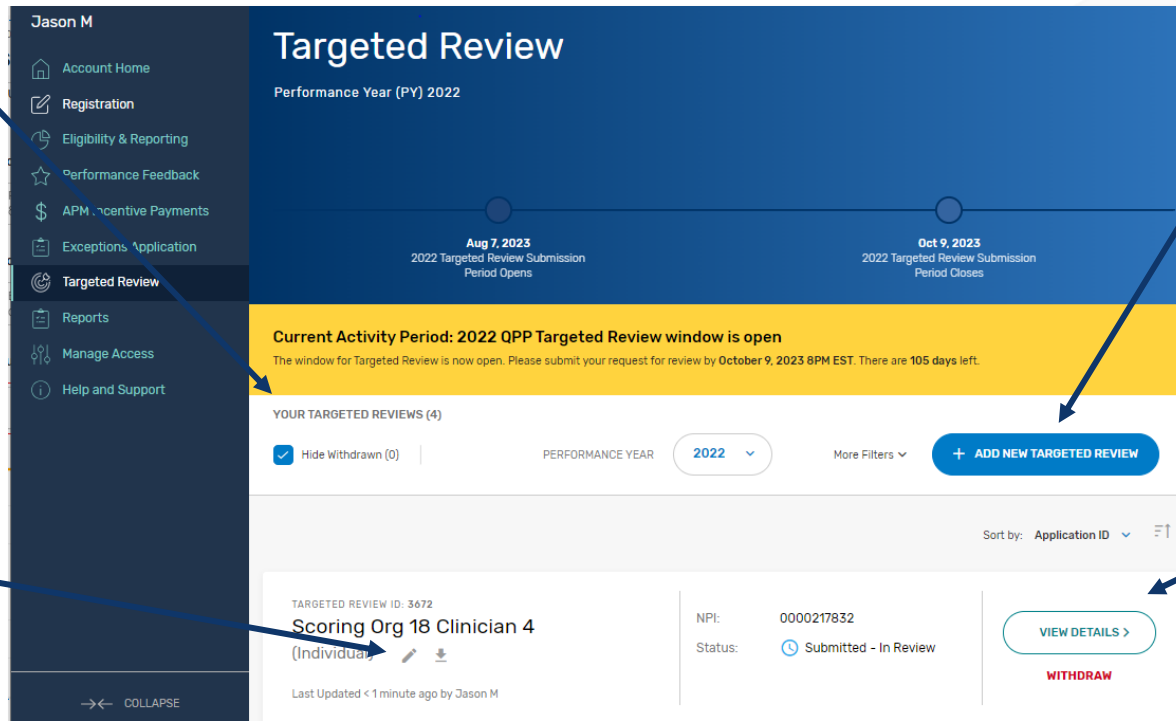 Jason M
Account Home
Registration
Eligibility & Reporting
Performance Feedback
APM Incentive Payments
Exceptions Application
Targeted Review
Reports
Manage Access
Help and Support
COLLAPSE
Targeted Review
Performance Year (PY) 2022
Aug 7, 2023
2022 Targeted Review Submission
Period Opens
Oct 9, 2023
2022 Targeted Review Submission
Period Closes
Current Activity Period: 2022 QPP Targeted Review window is open
The window for Targeted Review is now open. Please submit your request for review by October 9, 2023 8PM EST. There are 105 days left.
YOUR TARGETED REVIEWS (4)
Hide Withdrawn (0)
PERFORMANCE YEAR
2022
More Filters
+ ADD NEW TARGETED REVIEW
Sort by: Application ID
TARGETED REVIEW ID: 3672
Scoring Org 18 Clinician 4
(Individual)
Last Updated < 1 minute ago by Jason M
NPI: 0000217832
Status: Submitted - In Review
VIEW DETAILS >
WITHDRAW